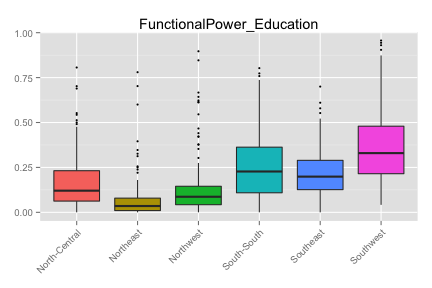 FunctionalPower_Education
1.00
0.75
0.50
0.25
0.00
North-Central
Northeast
Northwest
South-South
Southeast
Southwest